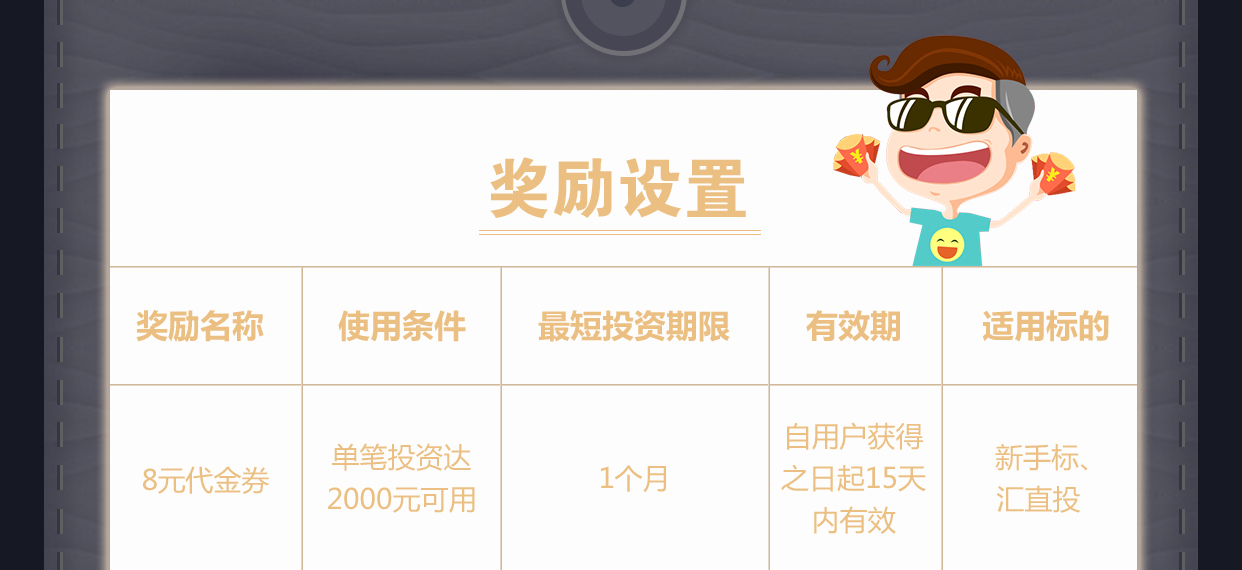 奖励设置
奖励名称 使用条件 最短投资期限 有效期 适用标的
8元代金券
单笔投资达
2000元可用
1个月
自用户获得
之日起15天
内有效
新手标、
汇直投